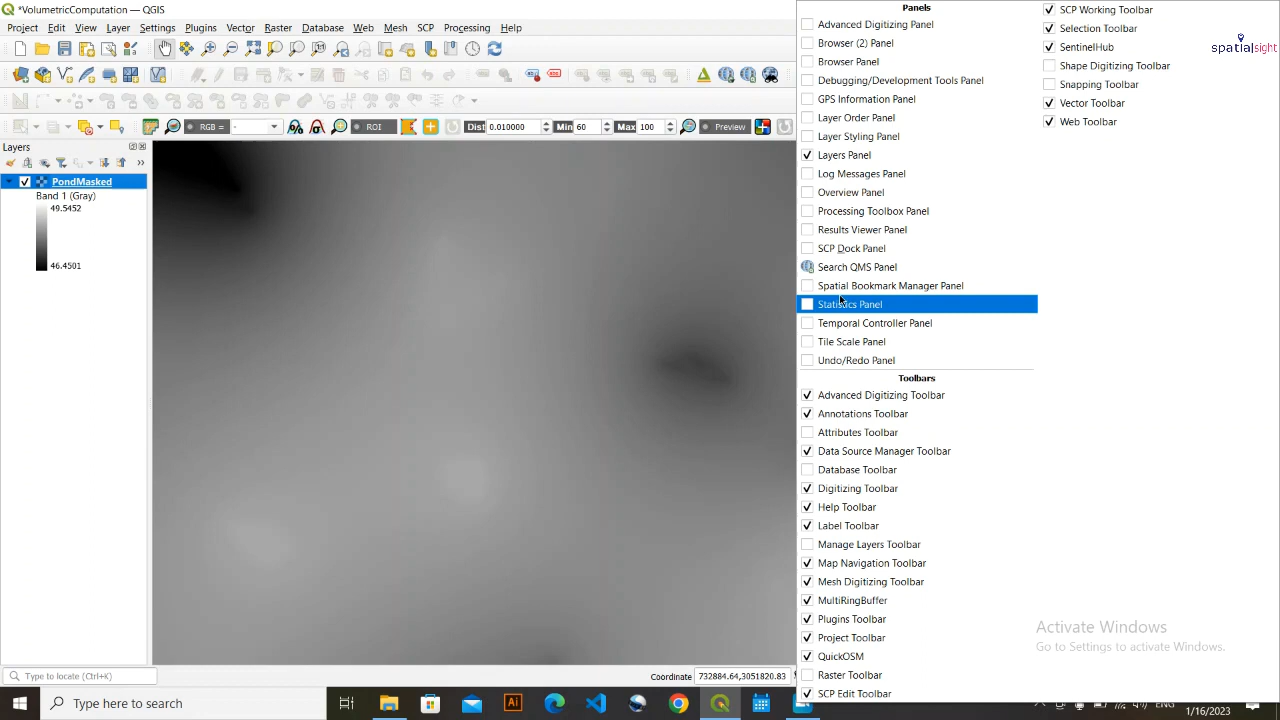 *VolumetricComputation — QGIS
Project Edit View Layer Settings Plugins Vector Raster Database Web Mesh SCP Processing Help
RGB = - ROI Dist 0.010000 Min 60 Max 100 Preview
Layers
PondMasked
Band 1 (Gray)
49.5452
46.4501
Panels
Advanced Digitizing Panel
Browser (2) Panel
Browser Panel
Debugging/Development Tools Panel
GPS Information Panel
Layer Order Panel
Layer Styling Panel
Layers Panel
Log Messages Panel
Overview Panel
Processing Toolbox Panel
Results Viewer Panel
SCP Dock Panel
Search QMS Panel
Spatial Bookmark Manager Panel
Statistics Panel
Temporal Controller Panel
Tile Scale Panel
Undo/Redo Panel
Toolbars
Advanced Digitizing Toolbar
Annotations Toolbar
Attributes Toolbar
Data Source Manager Toolbar
Database Toolbar
Digitizing Toolbar
Help Toolbar
Label Toolbar
Manage Layers Toolbar
Map Navigation Toolbar
Mesh Digitizing Toolbar
MultiRingBuffer
Plugins Toolbar
Project Toolbar
QuickOSM
Raster Toolbar
SCP Edit Toolbar
SCP Working Toolbar
Selection Toolbar
SentinelHub
Shape Digitizing Toolbar
Snapping Toolbar
Vector Toolbar
Web Toolbar
spatialsight
Activate Windows
Go to Settings to activate Windows.
Type to locate (Ctrl+K) Coordinate 732884.64,3051820.83
Type here to search
ENG
1/16/2023